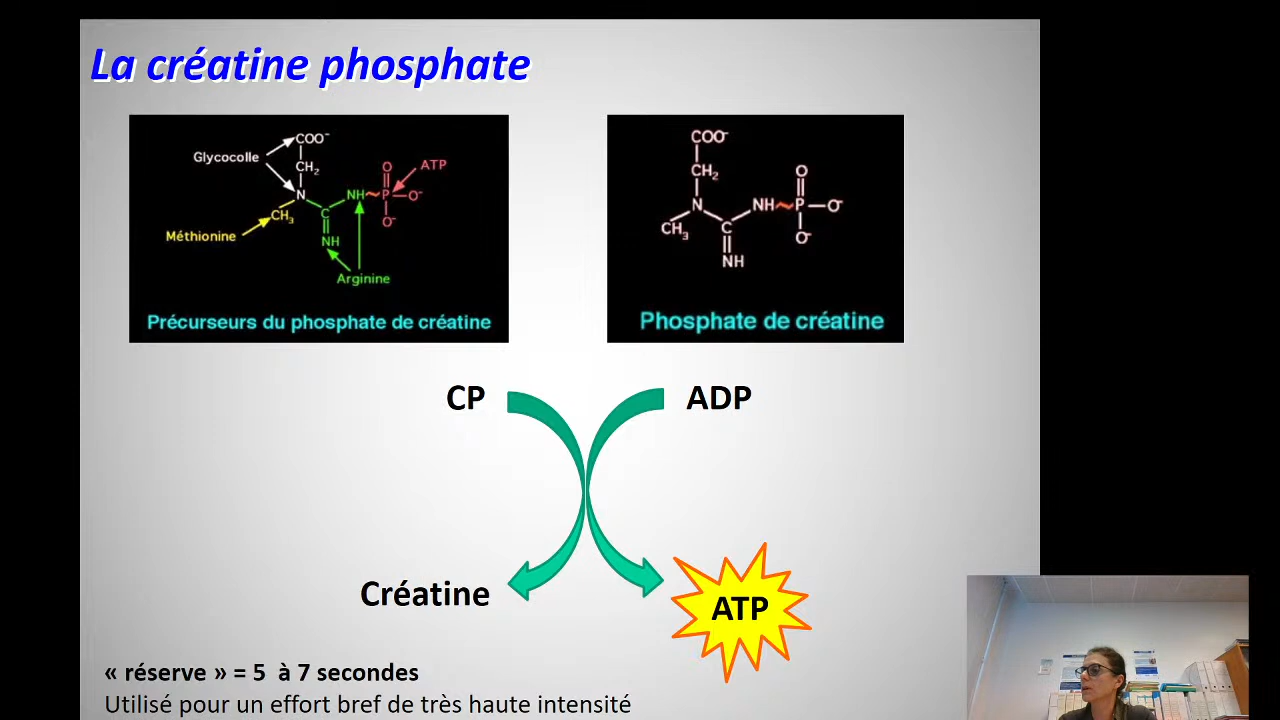 La créatine phosphate
COO⁻
Glycocolle
CH₂
O
ATP
N
NH
P
O⁻
CH₃
C
O⁻
Méthionine
NH
Arginine
Précurseurs du phosphate de créatine
COO⁻
CH₂
O
N
NH
P
O⁻
CH₃
C
O⁻
NH
Phosphate de créatine
CP
ADP
Créatine
ATP
« réserve » = 5 à 7 secondes
Utilisé pour un effort bref de très haute intensité